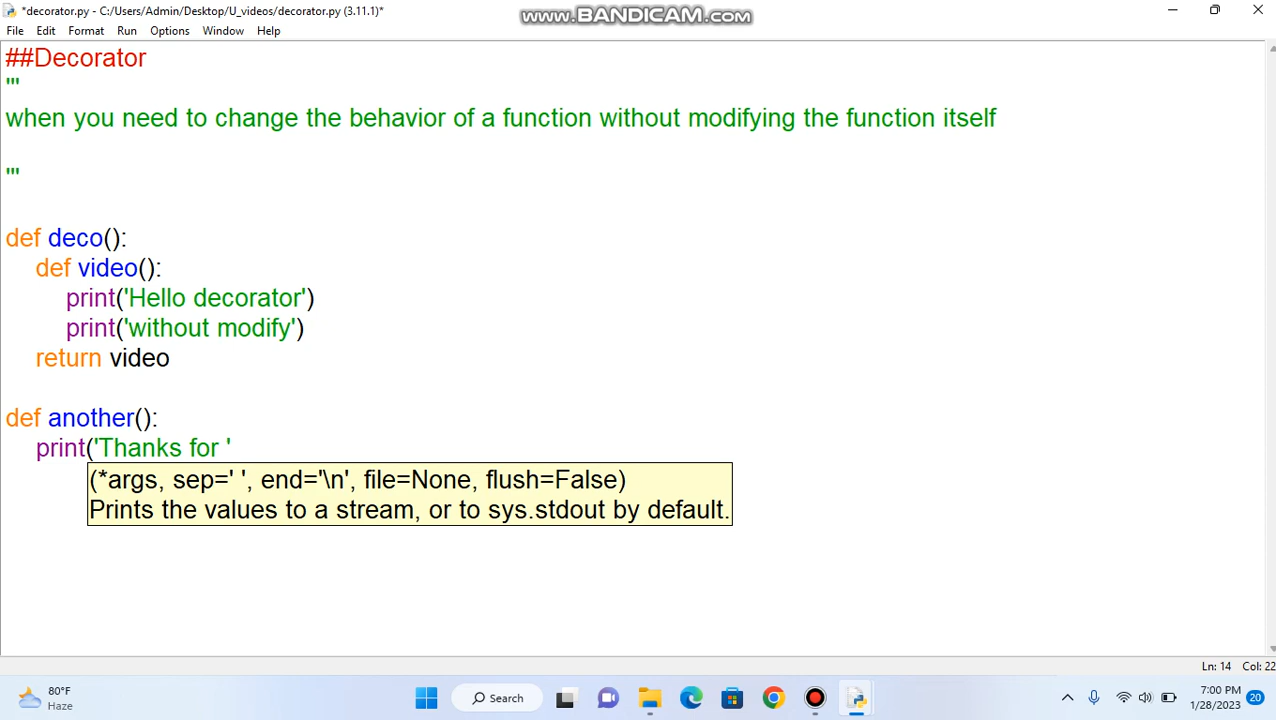 *decorator.py - C:/Users/Admin/Desktop/U_videos/decorator.py (3.11.1)*
www.BANDICAM.com
File Edit Format Run Options Window Help
##Decorator
'''
when you need to change the behavior of a function without modifying the function itself
'''
def deco():
def video():
print('Hello decorator')
print('without modify')
return video
def another():
print('Thanks for '
(*args, sep=' ', end='\n', file=None, flush=False)
Prints the values to a stream, or to sys.stdout by default.
Ln: 14 Col: 22
80°F
Haze
Search
7:00 PM
1/28/2023
20